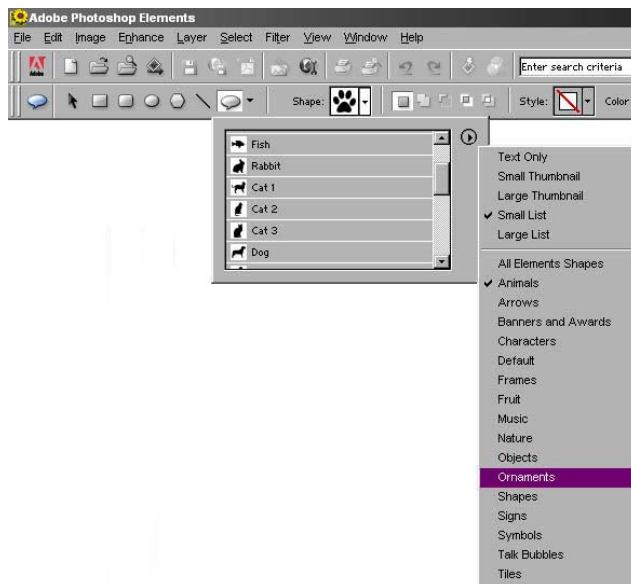 Adobe Photoshop Elements
File Edit Image Enhance Layer Select Filter View Window Help
Adobe Enter search criteria
Shape: Style: Color
Fish
Rabbit
Cat 1
Cat 2
Cat 3
Dog
Text Only
Small Thumbnail
Large Thumbnail
Small List
Large List
All Elements Shapes
Animals
Arrows
Banners and Awards
Characters
Default
Frames
Fruit
Music
Nature
Objects
Ornaments
Shapes
Signs
Symbols
Talk Bubbles
Tiles